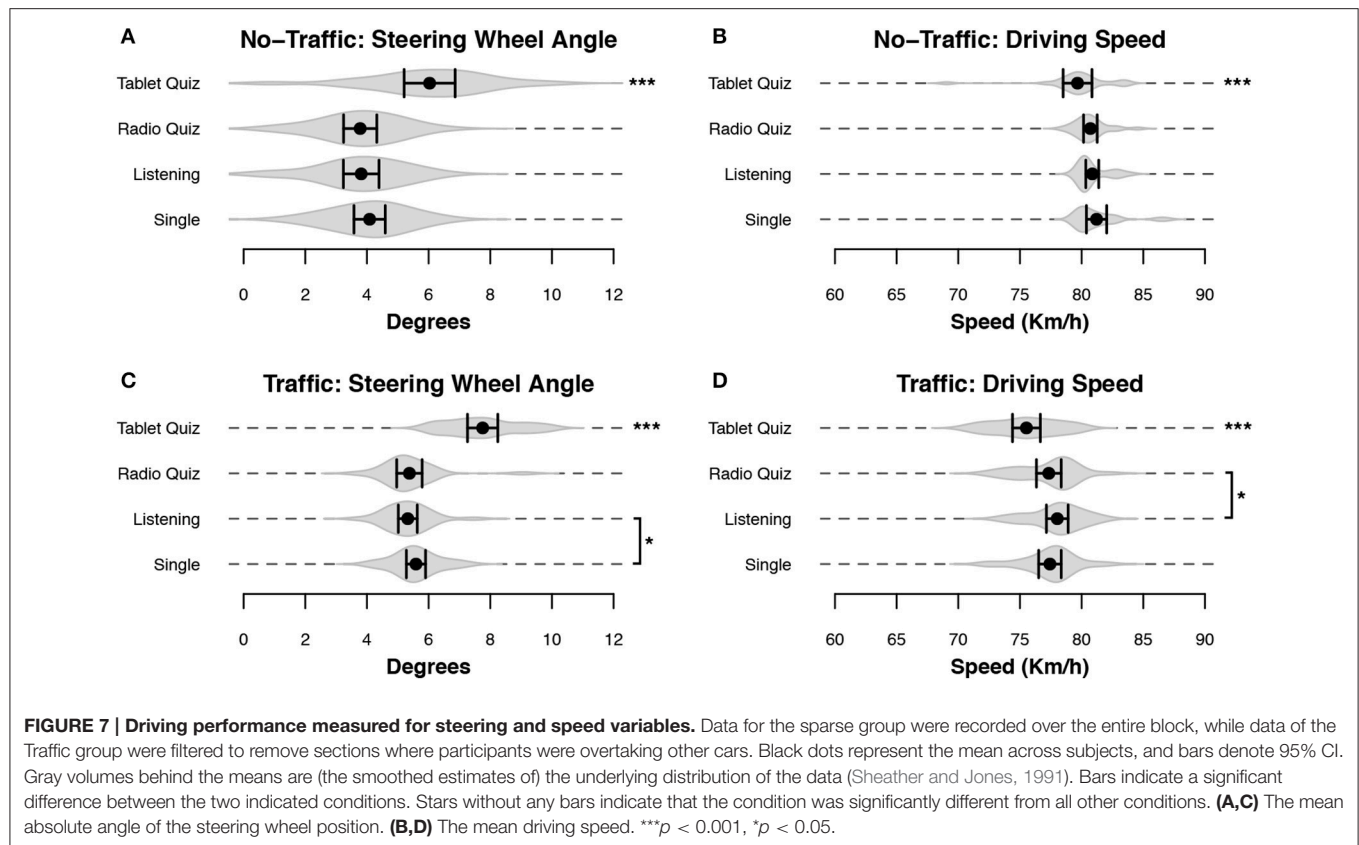 A No−Traffic: Steering Wheel Angle
Tablet Quiz ***
Radio Quiz
Listening
Single
0 2 4 6 8 10 12
Degrees
B No−Traffic: Driving Speed
Tablet Quiz ***
Radio Quiz
Listening
Single
60 65 70 75 80 85 90
Speed (Km/h)
C Traffic: Steering Wheel Angle
Tablet Quiz ***
Radio Quiz
Listening
*
Single
0 2 4 6 8 10 12
Degrees
D Traffic: Driving Speed
Tablet Quiz ***
Radio Quiz
*
Listening
Single
60 65 70 75 80 85 90
Speed (Km/h)
FIGURE 7 | Driving performance measured for steering and speed variables. Data for the sparse group were recorded over the entire block, while data of the
Traffic group were filtered to remove sections where participants were overtaking other cars. Black dots represent the mean across subjects, and bars denote 95% CI.
Gray volumes behind the means are (the smoothed estimates of) the underlying distribution of the data (Sheather and Jones, 1991). Bars indicate a significant
difference between the two indicated conditions. Stars without any bars indicate that the condition was significantly different from all other conditions. (A,C) The mean
absolute angle of the steering wheel position. (B,D) The mean driving speed. ***p < 0.001, *p < 0.05.